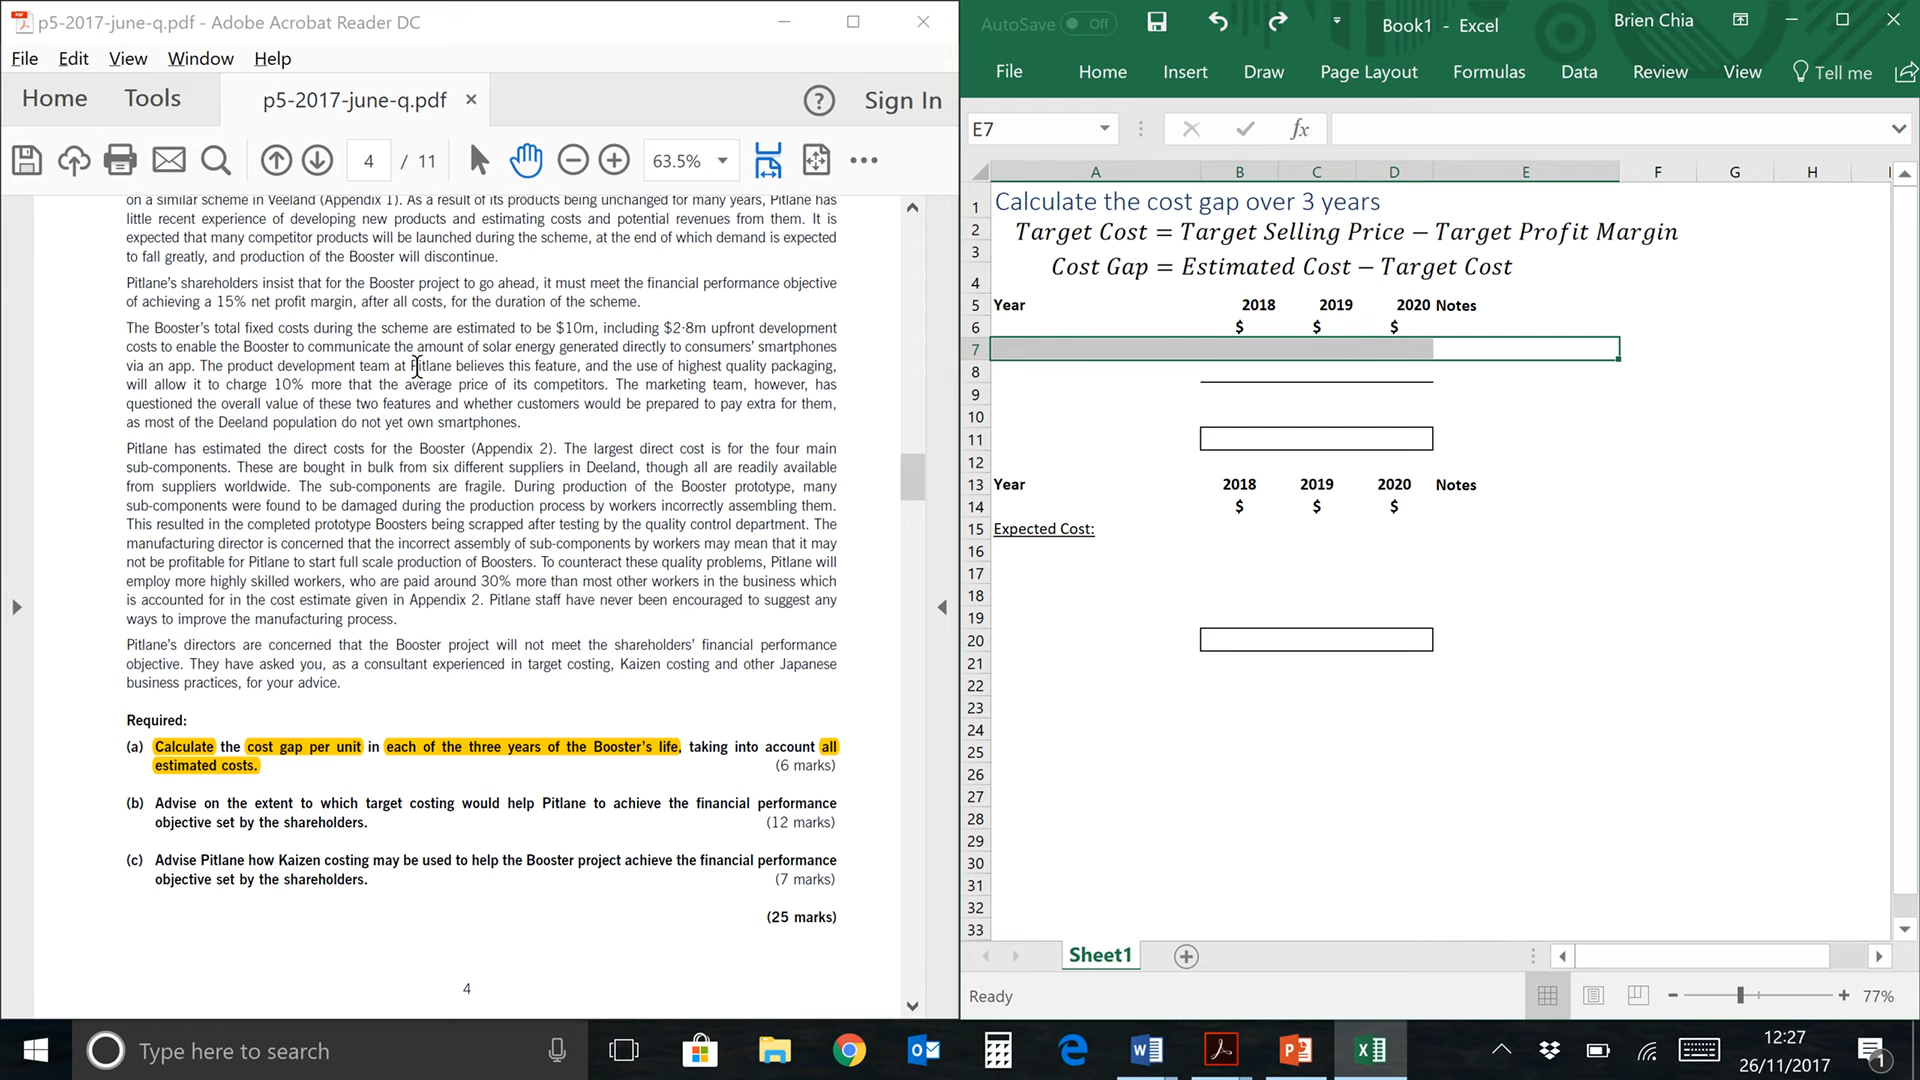 p5-2017-june-q.pdf - Adobe Acrobat Reader DC
File Edit View Window Help
Home Tools p5-2017-june-q.pdf × Sign In
4 / 11 63.5%
on a similar scheme in Veeland (Appendix 1). As a result of its products being unchanged for many years, Pitlane has
little recent experience of developing new products and estimating costs and potential revenues from them. It is
expected that many competitor products will be launched during the scheme, at the end of which demand is expected
to fall greatly, and production of the Booster will discontinue.
Pitlane's shareholders insist that for the Booster project to go ahead, it must meet the financial performance objective
of achieving a 15% net profit margin, after all costs, for the duration of the scheme.
The Booster's total fixed costs during the scheme are estimated to be $10m, including $2·8m upfront development
costs to enable the Booster to communicate the amount of solar energy generated directly to consumers' smartphones
via an app. The product development team at Pitlane believes this feature, and the use of highest quality packaging,
will allow it to charge 10% more that the average price of its competitors. The marketing team, however, has
questioned the overall value of these two features and whether customers would be prepared to pay extra for them,
as most of the Deeland population do not yet own smartphones.
Pitlane has estimated the direct costs for the Booster (Appendix 2). The largest direct cost is for the four main
sub-components. These are bought in bulk from six different suppliers in Deeland, though all are readily available
from suppliers worldwide. The sub-components are fragile. During production of the Booster prototype, many
sub-components were found to be damaged during the production process by workers incorrectly assembling them.
This resulted in the completed prototype Boosters being scrapped after testing by the quality control department. The
manufacturing director is concerned that the incorrect assembly of sub-components by workers may mean that it may
not be profitable for Pitlane to start full scale production of Boosters. To counteract these quality problems, Pitlane will
employ more highly skilled workers, who are paid around 30% more than most other workers in the business which
is accounted for in the cost estimate given in Appendix 2. Pitlane staff have never been encouraged to suggest any
ways to improve the manufacturing process.
Pitlane's directors are concerned that the Booster project will not meet the shareholders' financial performance
objective. They have asked you, as a consultant experienced in target costing, Kaizen costing and other Japanese
business practices, for your advice.
Required:
(a) Calculate the cost gap per unit in each of the three years of the Booster's life, taking into account all
estimated costs. (6 marks)
(b) Advise on the extent to which target costing would help Pitlane to achieve the financial performance
objective set by the shareholders. (12 marks)
(c) Advise Pitlane how Kaizen costing may be used to help the Booster project achieve the financial performance
objective set by the shareholders. (7 marks)
(25 marks)
4
AutoSave Off Book1 - Excel Brien Chia
File Home Insert Draw Page Layout Formulas Data Review View Tell me
E7 fx
A B C D E F G H I
1 Calculate the cost gap over 3 years
2 Target Cost = Target Selling Price − Target Profit Margin
3
Cost Gap = Estimated Cost − Target Cost
4
5 Year 2018 2019 2020 Notes
6 $ $ $
7
8
9
10
11
12
13 Year 2018 2019 2020 Notes
14 $ $ $
15 Expected Cost:
16
17
18
19
20
21
22
23
24
25
26
27
28
29
30
31
32
33
Sheet1
Ready 77%
Type here to search
12:27
26/11/2017
1